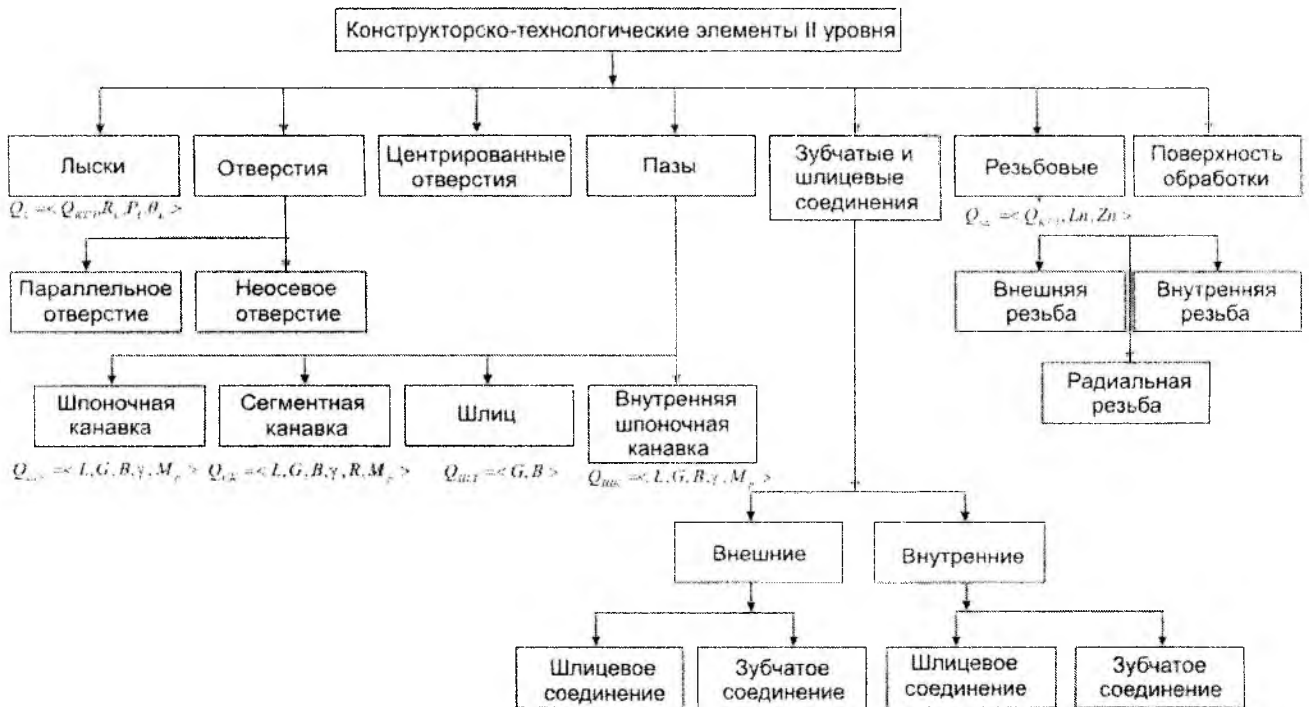 Конструкторско-технологические элементы II уровня
Лыски
Отверстия
Центрированные
отверстия
Пазы
Зубчатые и
шлицевые
соединения
Резьбовые
Поверхность
обработки
Параллельное
отверстие
Неосевое
отверстие
Внешняя
резьба
Внутренняя
резьба
Радиальная
резьба
Шпоночная
канавка
Сегментная
канавка
Шлиц
Внутренняя
шпоночная
канавка
=< L, G, B, γ, M
=< L, G, B, γ, R, M
=< G, B >
=< L, G, B, γ, M
Внешние
Внутренние
Шлицевое
соединение
Зубчатое
соединение
Шлицевое
соединение
Зубчатое
соединение